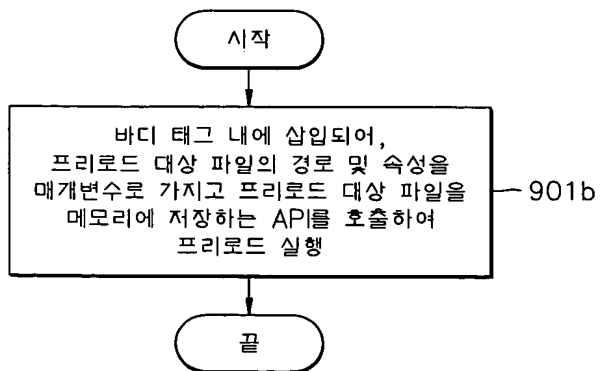 시작
바디 태그 내에 삽입되어,
프리로드 대상 파일의 경로 및 속성을
매개변수로 가지고 프리로드 대상 파일을
메모리에 저장하는 API를 호출하여
프리로드 실행
901b
끝